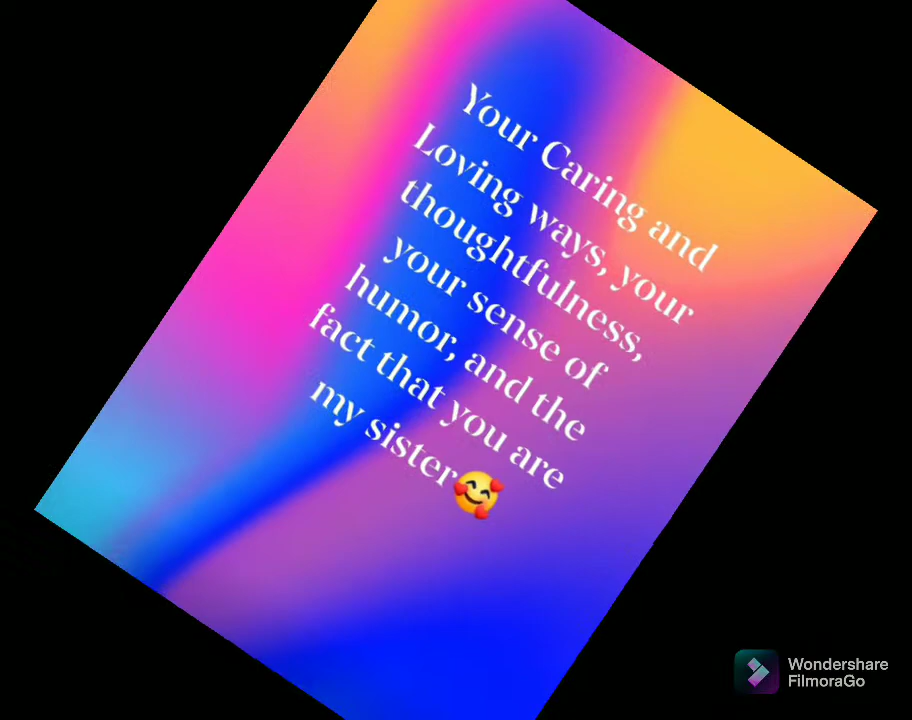 Your Caring and
Loving ways, your
thoughtfulness,
your sense of
humor, and the
fact that you are
my sister🥰
Wondershare
FilmoraGo